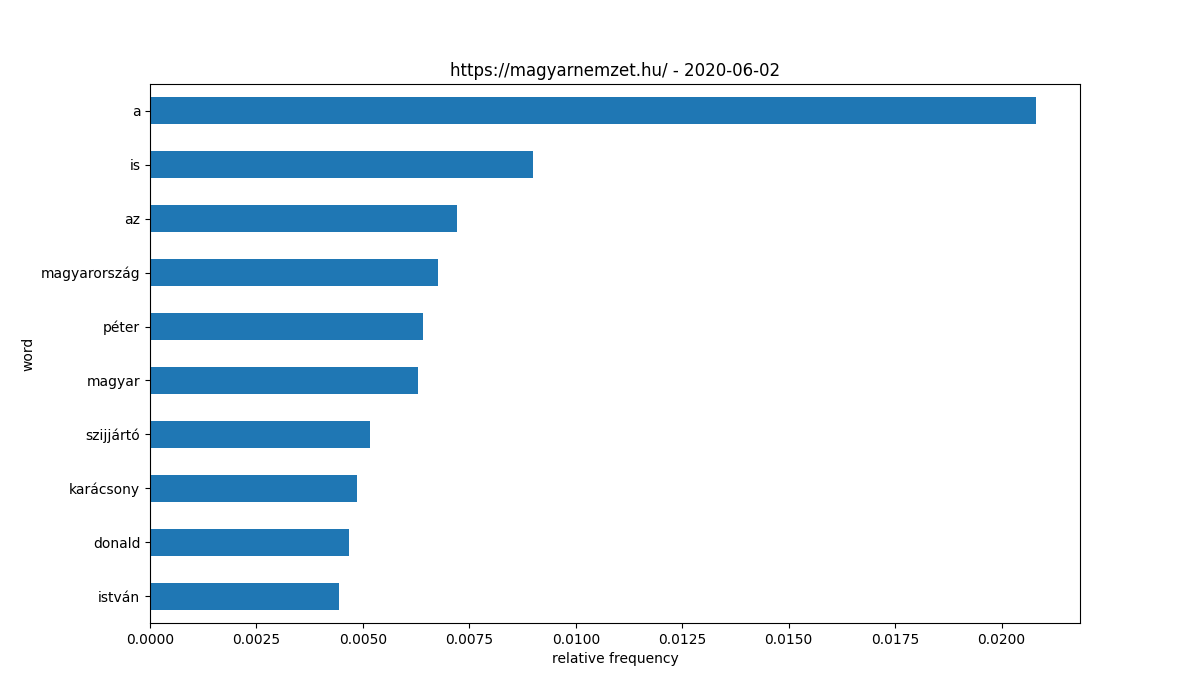 https://magyarnemzet.hu/ - 2020-06-02
a
is
az
magyarország
péter
magyar
szijjártó
karácsony
donald
istván
word
0.0000 0.0025 0.0050 0.0075 0.0100 0.0125 0.0150 0.0175 0.0200
relative frequency